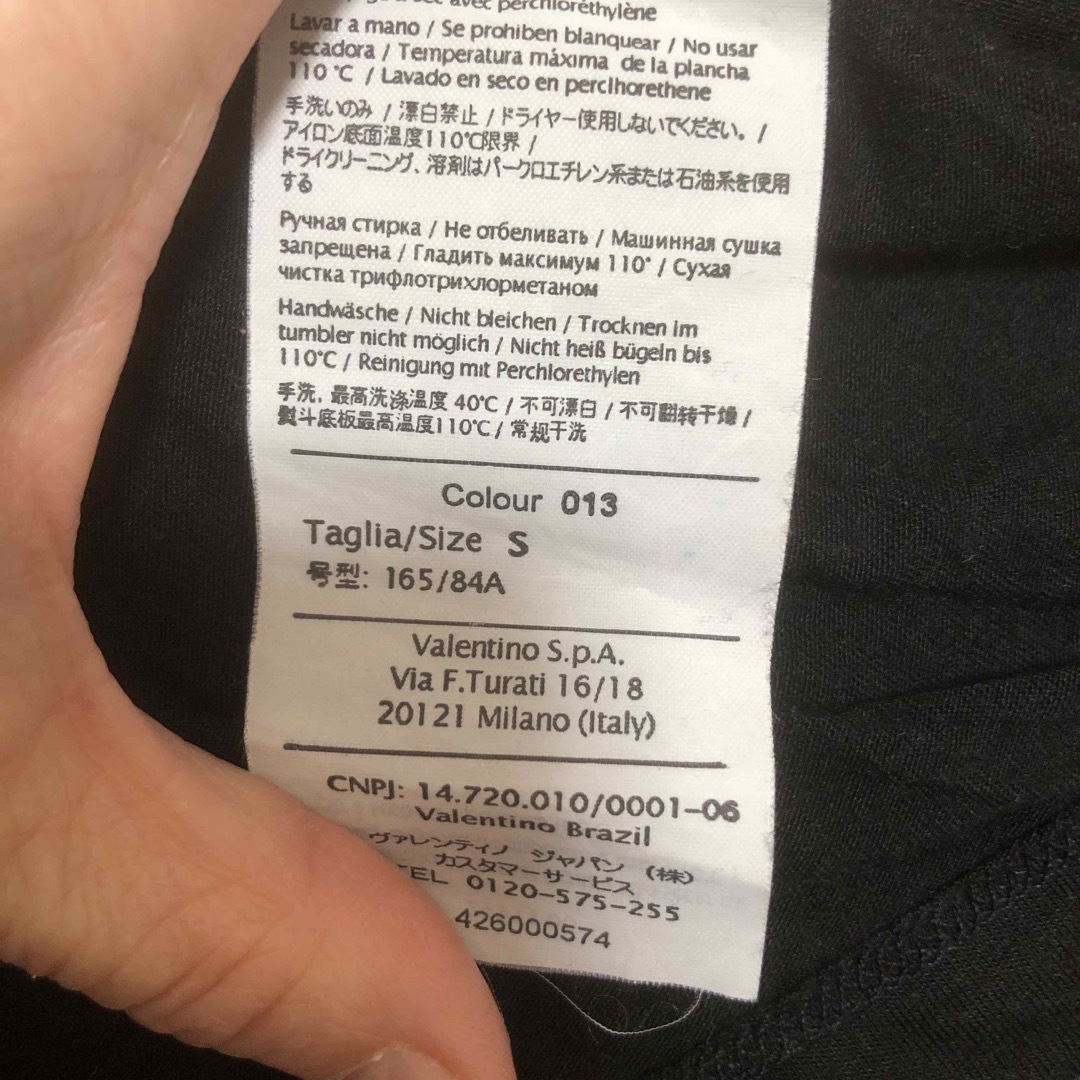 avec perchloréthylène
Lavar a mano / Se prohiben blanquear / No usar
secadora / Temperatura máxima de la plancha
110 °C / Lavado en seco en perclhorethene
手洗いのみ / 漂白禁止 / ドライヤー使用しないでください。 /
アイロン底面温度110℃限界 /
ドライクリーニング、溶剤はパークロエチレン系または石油系を使用
する
Ручная стирка / Не отбеливать / Машинная сушка
запрещена / Гладить максимум 110° / Сухая
чистка трифлотрихлорметаном
Handwäsche / Nicht bleichen / Trocknen im
tumbler nicht möglich / Nicht heiß bügeln bis
110°C / Reinigung mit Perchlorethylen
手洗, 最高洗涤温度 40℃ / 不可漂白 / 不可翻转干燥 /
熨斗底板最高温度110℃ / 常规干洗
Colour 013
Taglia/Size S
号型: 165/84A
Valentino S.p.A.
Via F.Turati 16/18
20121 Milano (Italy)
CNPJ: 14.720.010/0001-06
Valentino Brazil
ヴァレンティノ ジャパン (株)
カスタマーサービス
TEL 0120-575-255
426000574